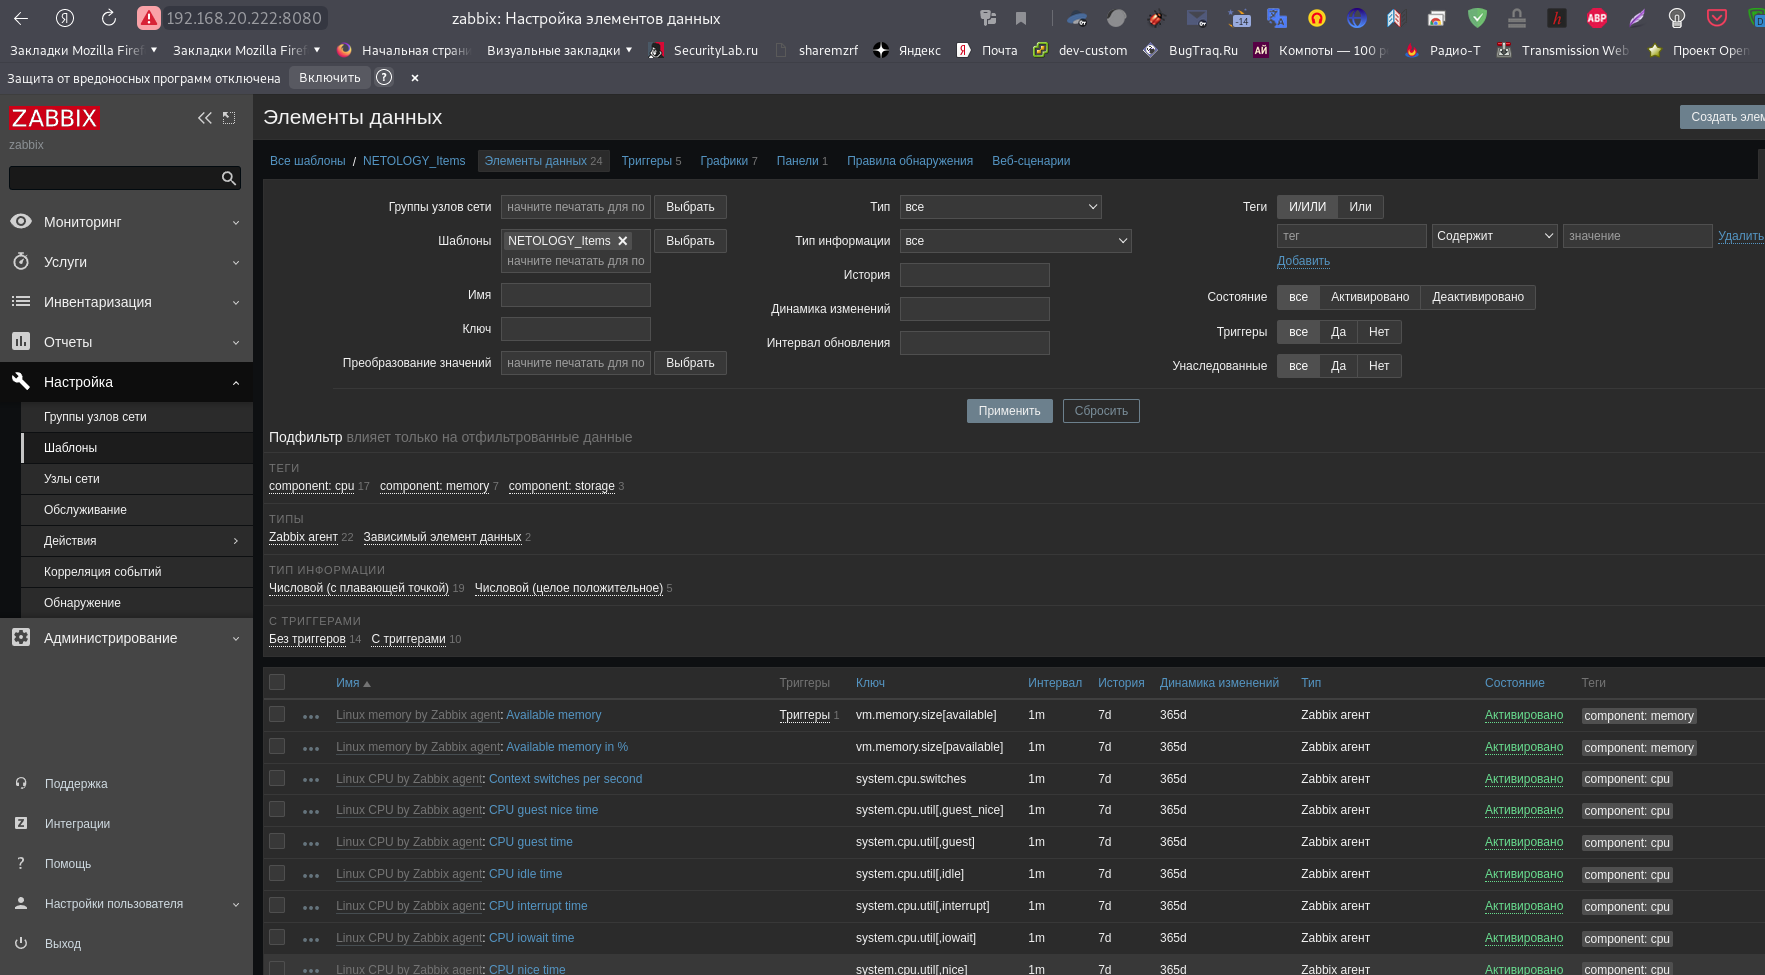 192.168.20.222:8080 zabbix: Настройка элементов данных -14 ABP
Закладки Mozilla Firef Закладки Mozilla Firef Начальная стран Визуальные закладки SecurityLab.ru sharemzrf Яндекс Почта dev-custom BugTraq.Ru Компоты — 100 р Радио-Т Transmission Web Проект Open
Защита от вредоносных программ отключена Включить
ZABBIX
zabbix
Мониторинг
Услуги
Инвентаризация
Отчеты
Настройка
Группы узлов сети
Шаблоны
Узлы сети
Обслуживание
Действия
Корреляция событий
Обнаружение
Администрирование
Поддержка
Интеграции
Помощь
Настройки пользователя
Выход
Элементы данных Создать элем
Все шаблоны / NETOLOGY_Items Элементы данных 24 Триггеры 5 Графики 7 Панели 1 Правила обнаружения Веб-сценарии
Группы узлов сети начните печатать для по Выбрать
Шаблоны NETOLOGY_Items Выбрать
начните печатать для по
Имя
Ключ
Преобразование значений начните печатать для по Выбрать
Тип все
Тип информации все
История
Динамика изменений
Интервал обновления
Теги И/ИЛИ Или
тег Содержит значение Удалить
Добавить
Состояние все Активировано Деактивировано
Триггеры все Да Нет
Унаследованные все Да Нет
Применить Сбросить
Подфильтр влияет только на отфильтрованные данные
ТЕГИ
component: cpu 17 component: memory 7 component: storage 3
ТИПЫ
Zabbix агент 22 Зависимый элемент данных 2
ТИП ИНФОРМАЦИИ
Числовой (с плавающей точкой) 19 Числовой (целое положительное) 5
С ТРИГГЕРАМИ
Без триггеров 14 С триггерами 10
Имя Триггеры Ключ Интервал История Динамика изменений Тип Состояние Теги
Linux memory by Zabbix agent: Available memory Триггеры 1 vm.memory.size[available] 1m 7d 365d Zabbix агент Активировано component: memory
Linux memory by Zabbix agent: Available memory in % vm.memory.size[pavailable] 1m 7d 365d Zabbix агент Активировано component: memory
Linux CPU by Zabbix agent: Context switches per second system.cpu.switches 1m 7d 365d Zabbix агент Активировано component: cpu
Linux CPU by Zabbix agent: CPU guest nice time system.cpu.util[,guest_nice] 1m 7d 365d Zabbix агент Активировано component: cpu
Linux CPU by Zabbix agent: CPU guest time system.cpu.util[,guest] 1m 7d 365d Zabbix агент Активировано component: cpu
Linux CPU by Zabbix agent: CPU idle time system.cpu.util[,idle] 1m 7d 365d Zabbix агент Активировано component: cpu
Linux CPU by Zabbix agent: CPU interrupt time system.cpu.util[,interrupt] 1m 7d 365d Zabbix агент Активировано component: cpu
Linux CPU by Zabbix agent: CPU iowait time system.cpu.util[,iowait] 1m 7d 365d Zabbix агент Активировано component: cpu
Linux CPU by Zabbix agent: CPU nice time system.cpu.util[,nice] 1m 7d 365d Zabbix агент Активировано component: cpu